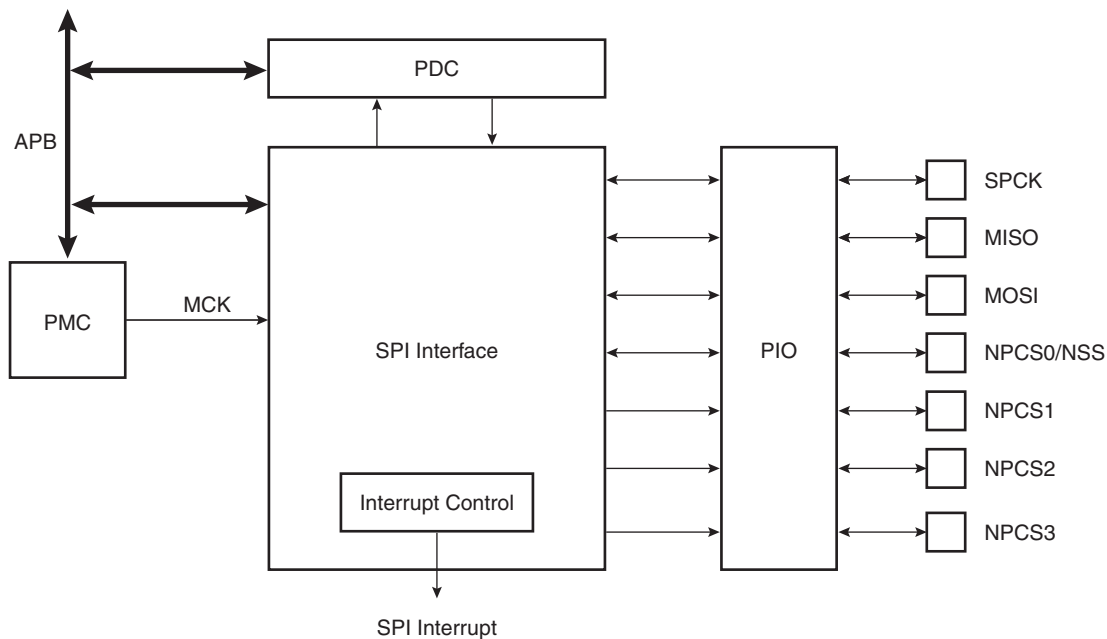 PDC
APB
SPCK
MISO
MOSI
MCK
PMC
SPI Interface
PIO
NPCS0/NSS
NPCS1
NPCS2
Interrupt Control
NPCS3
SPI Interrupt